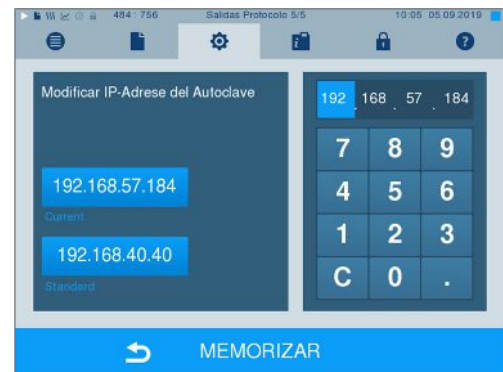 484 : 756 Salidas Protocolo 5/5 10:05 05.09.2019
Modificar IP-Adrese del Autoclave
192.168.57.184
Current
192.168.40.40
Standard
192 . 168 . 57 . 184
7 8 9
4 5 6
1 2 3
C 0 .
MEMORIZAR